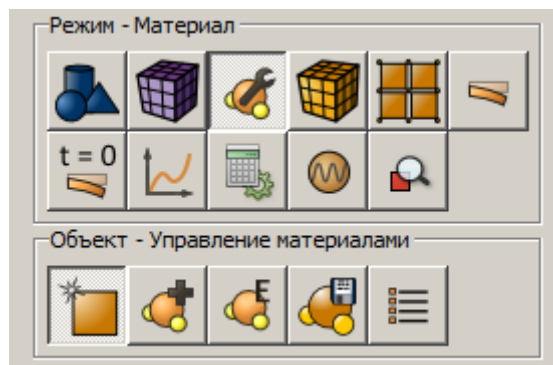 Режим - Материал
t = 0
Объект - Управление материалами
E